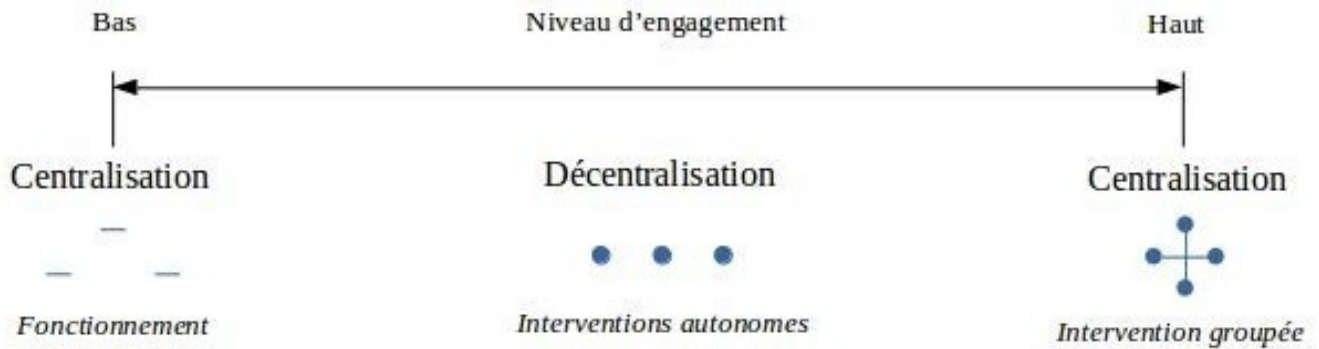 Bas
Niveau d'engagement
Haut
Centralisation
Décentralisation
Centralisation
Fonctionnement
Interventions autonomes
Intervention groupée